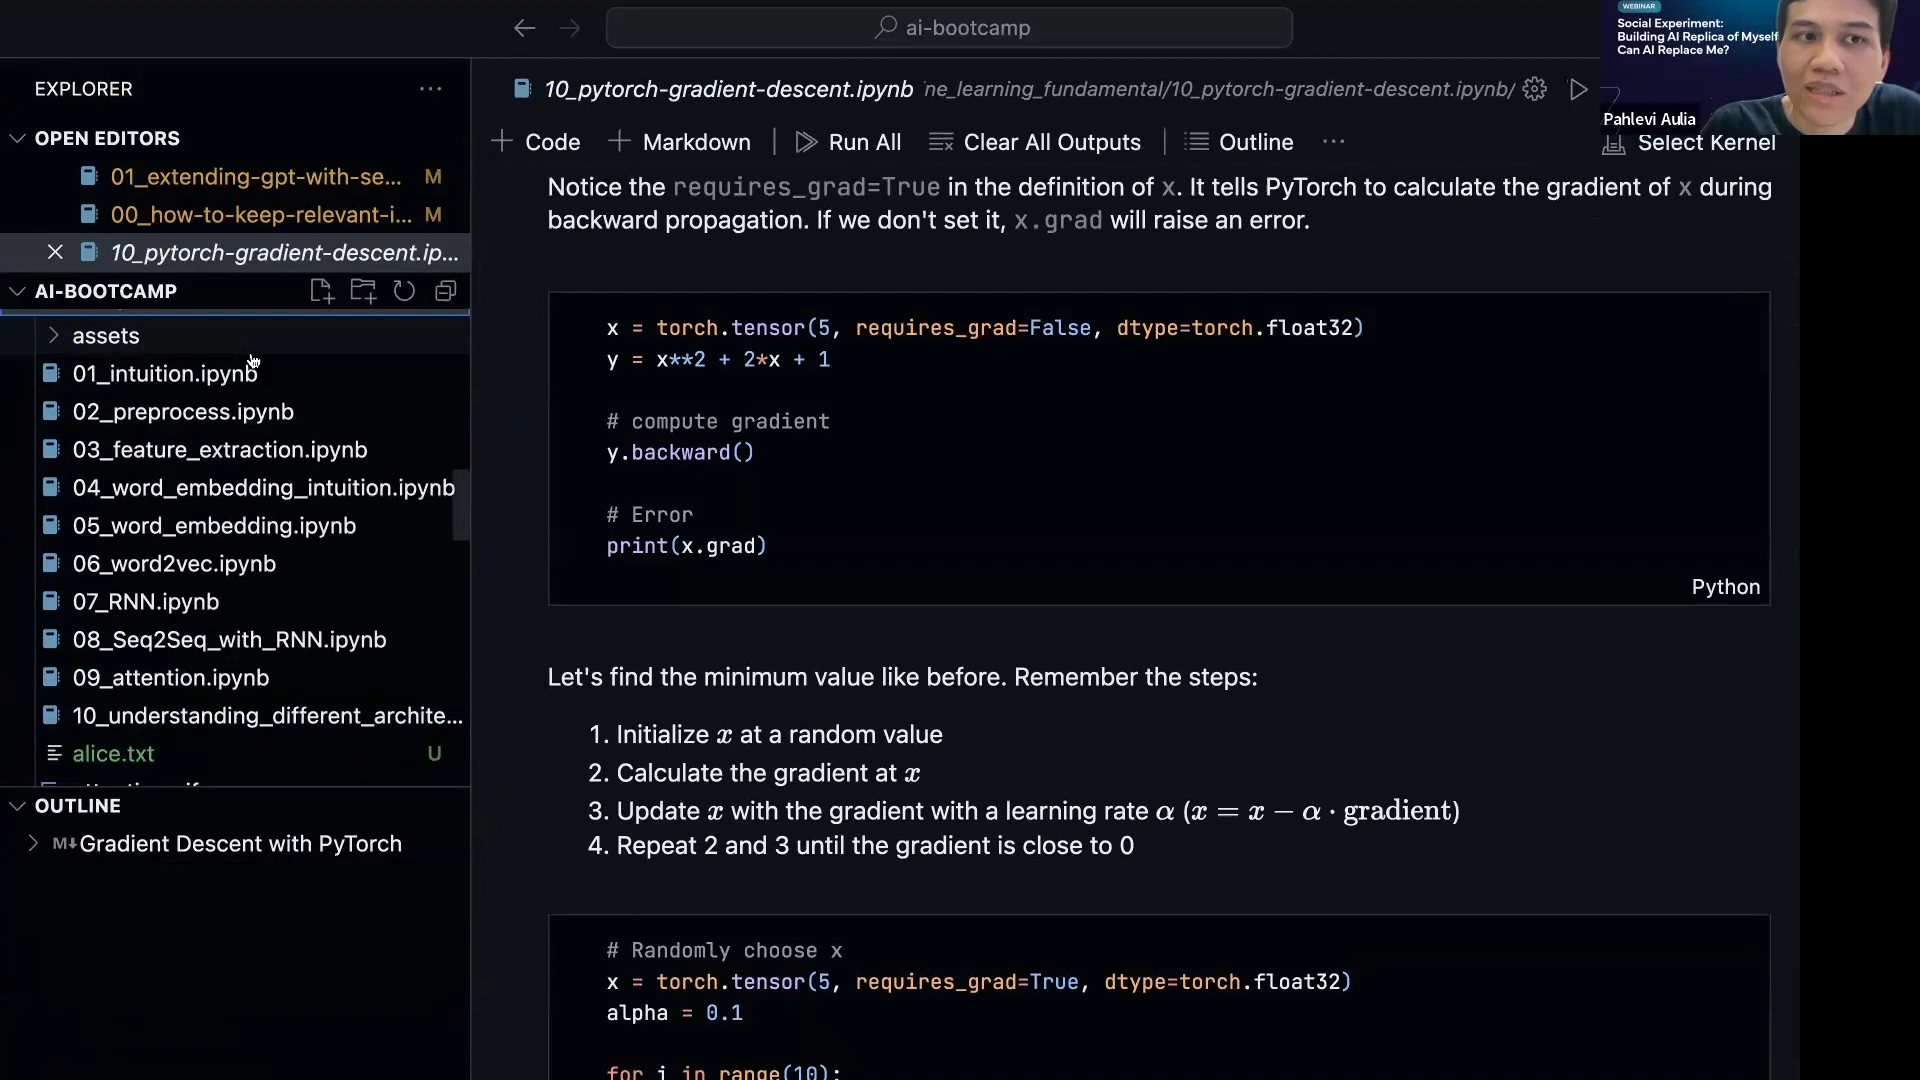 ai-bootcamp
WEBINAR
Social Experiment:
Building AI Replica of Myself
Can AI Replace Me?
Pahlevi Aulia
EXPLORER
OPEN EDITORS
01_extending-gpt-with-se... M
00_how-to-keep-relevant-i... M
10_pytorch-gradient-descent.ip...
AI-BOOTCAMP
assets
01_intuition.ipynb
02_preprocess.ipynb
03_feature_extraction.ipynb
04_word_embedding_intuition.ipynb
05_word_embedding.ipynb
06_word2vec.ipynb
07_RNN.ipynb
08_Seq2Seq_with_RNN.ipynb
09_attention.ipynb
10_understanding_different_archite...
alice.txt U
OUTLINE
M↓ Gradient Descent with PyTorch
10_pytorch-gradient-descent.ipynb ne_learning_fundamental/10_pytorch-gradient-descent.ipynb/
+ Code + Markdown | Run All Clear All Outputs | Outline ... Select Kernel
Notice the requires_grad=True in the definition of x. It tells PyTorch to calculate the gradient of x during
backward propagation. If we don't set it, x.grad will raise an error.
x = torch.tensor(5, requires_grad=False, dtype=torch.float32)
y = x**2 + 2*x + 1
# compute gradient
y.backward()
# Error
print(x.grad)
Python
Let's find the minimum value like before. Remember the steps:
1. Initialize x at a random value
2. Calculate the gradient at x
3. Update x with the gradient with a learning rate α (x = x − α · gradient)
4. Repeat 2 and 3 until the gradient is close to 0
# Randomly choose x
x = torch.tensor(5, requires_grad=True, dtype=torch.float32)
alpha = 0.1
for i in range(10):